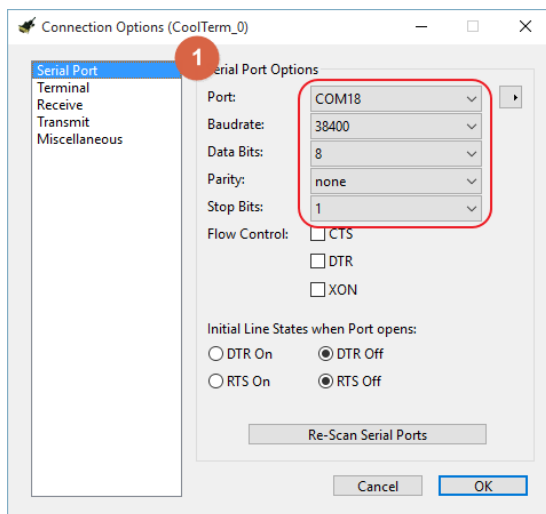 Connection Options (CoolTerm_0)
1
Serial Port
Terminal
Receive
Transmit
Miscellaneous
Serial Port Options
Port: COM18
Baudrate: 38400
Data Bits: 8
Parity: none
Stop Bits: 1
Flow Control: CTS
DTR
XON
Initial Line States when Port opens:
DTR On DTR Off
RTS On RTS Off
Re-Scan Serial Ports
Cancel OK